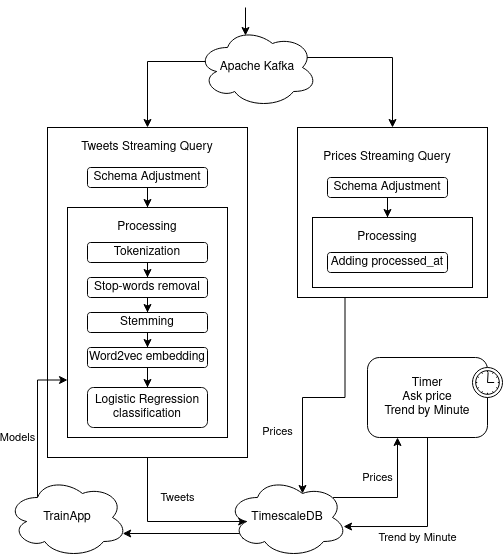 Apache Kafka
Tweets Streaming Query
Schema Adjustment
Processing
Tokenization
Stop-words removal
Stemming
Word2vec embedding
Logistic Regression
classification
Prices Streaming Query
Schema Adjustment
Processing
Adding processed_at
Timer
Ask price
Trend by Minute
Models
Prices
Prices
Tweets
TrainApp
TimescaleDB
Trend by Minute